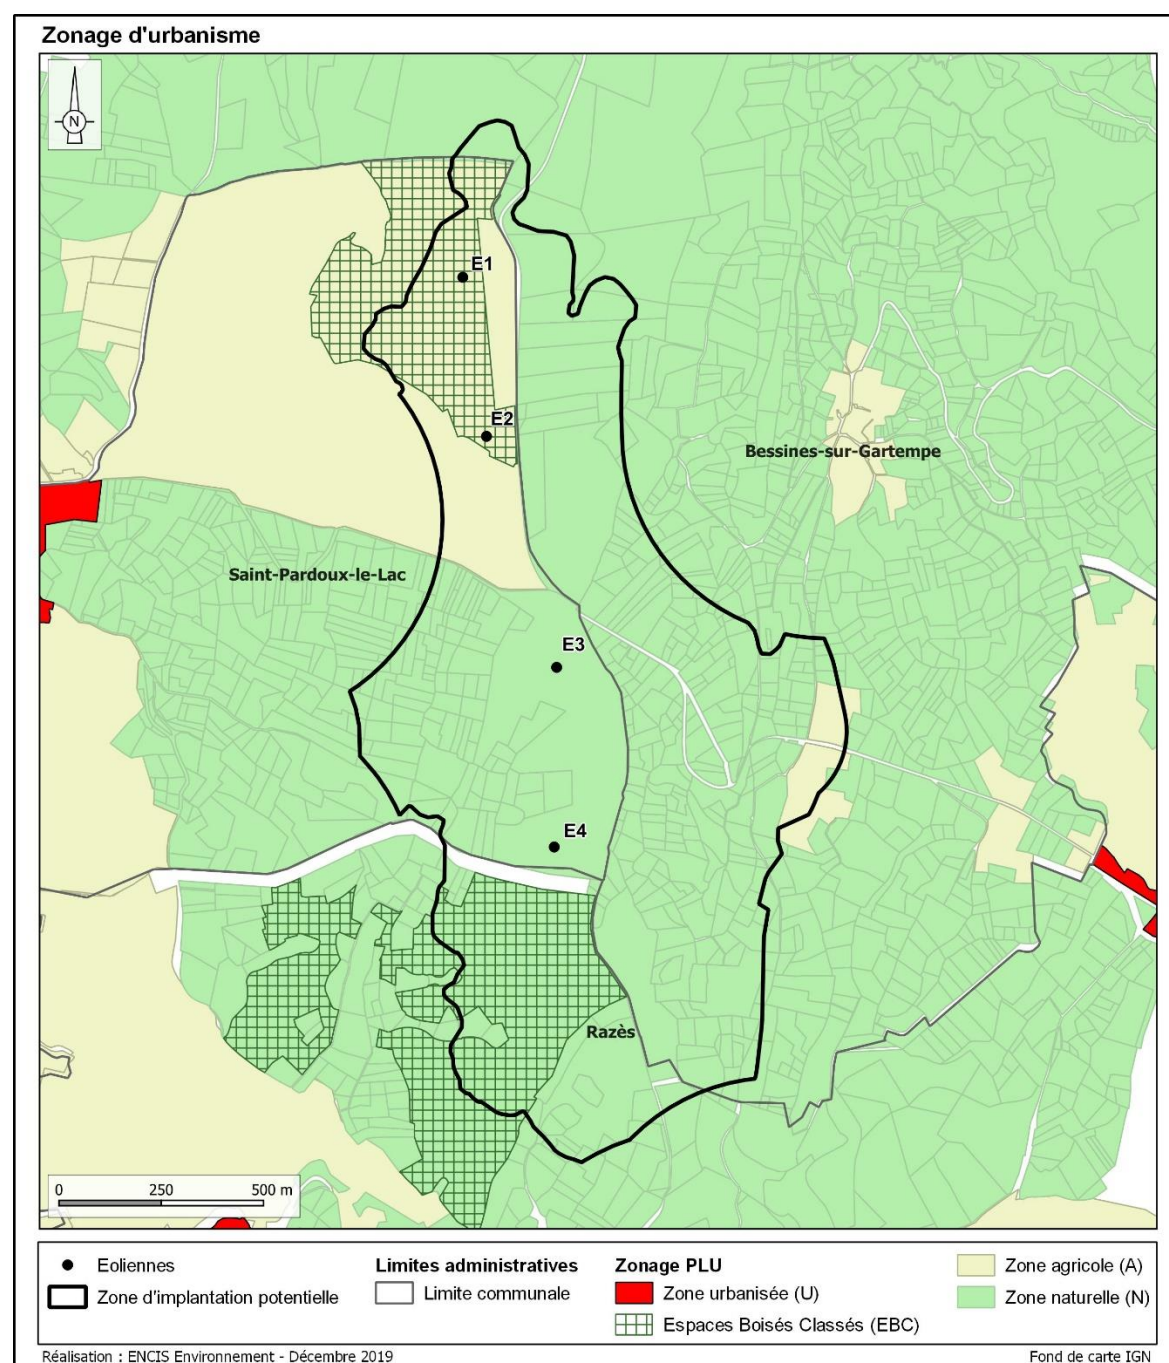 Zonage d'urbanisme
N
E1
E2
Bessines-sur-Gartempe
Saint-Pardoux-le-Lac
E3
E4
Razès
0 250 500 m
Eoliennes
Zone d'implantation potentielle
Limites administratives
Limite communale
Zonage PLU
Zone urbanisée (U)
Espaces Boisés Classés (EBC)
Zone agricole (A)
Zone naturelle (N)
Réalisation : ENCIS Environnement - Décembre 2019
Fond de carte IGN